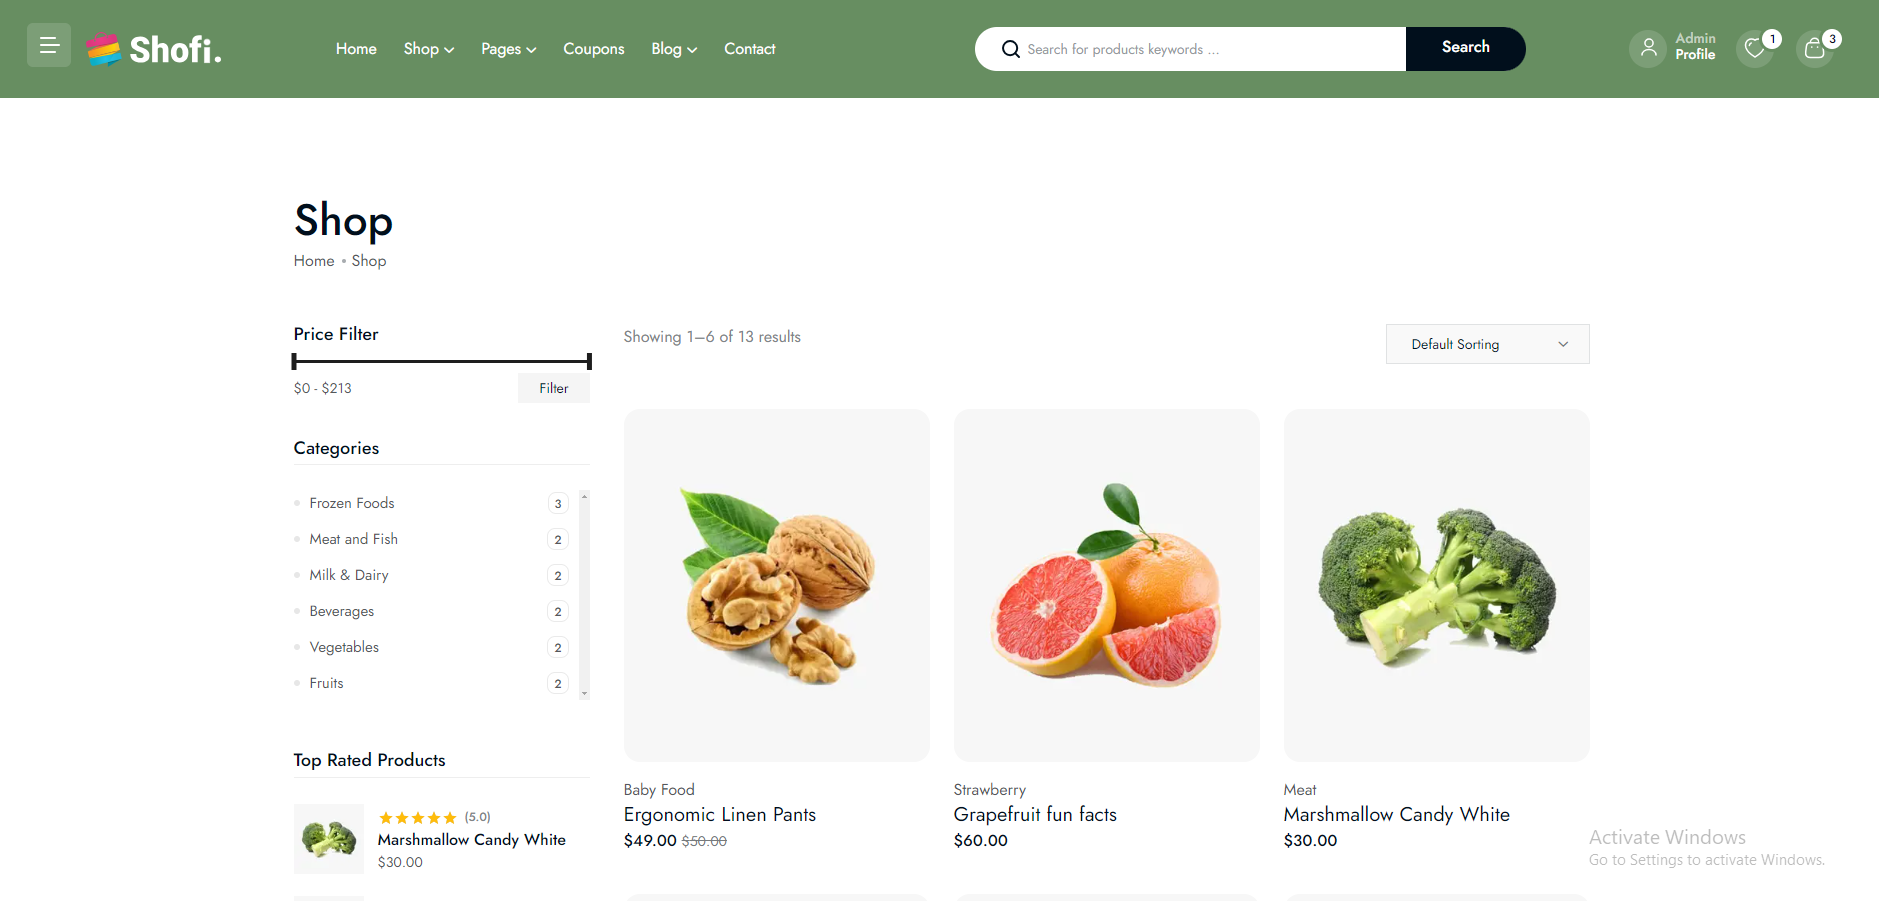 Shofi.
Home Shop Pages Coupons Blog Contact
Search for products keywords ...
Search
Admin
Profile
1
3
Shop
Home • Shop
Price Filter
$0 - $213
Filter
Categories
Frozen Foods 3
Meat and Fish 2
Milk & Dairy 2
Beverages 2
Vegetables 2
Fruits 2
Top Rated Products
(5.0)
Marshmallow Candy White
$30.00
Showing 1–6 of 13 results
Default Sorting
Baby Food
Ergonomic Linen Pants
$49.00 $50.00
Strawberry
Grapefruit fun facts
$60.00
Meat
Marshmallow Candy White
$30.00
Activate Windows
Go to Settings to activate Windows.